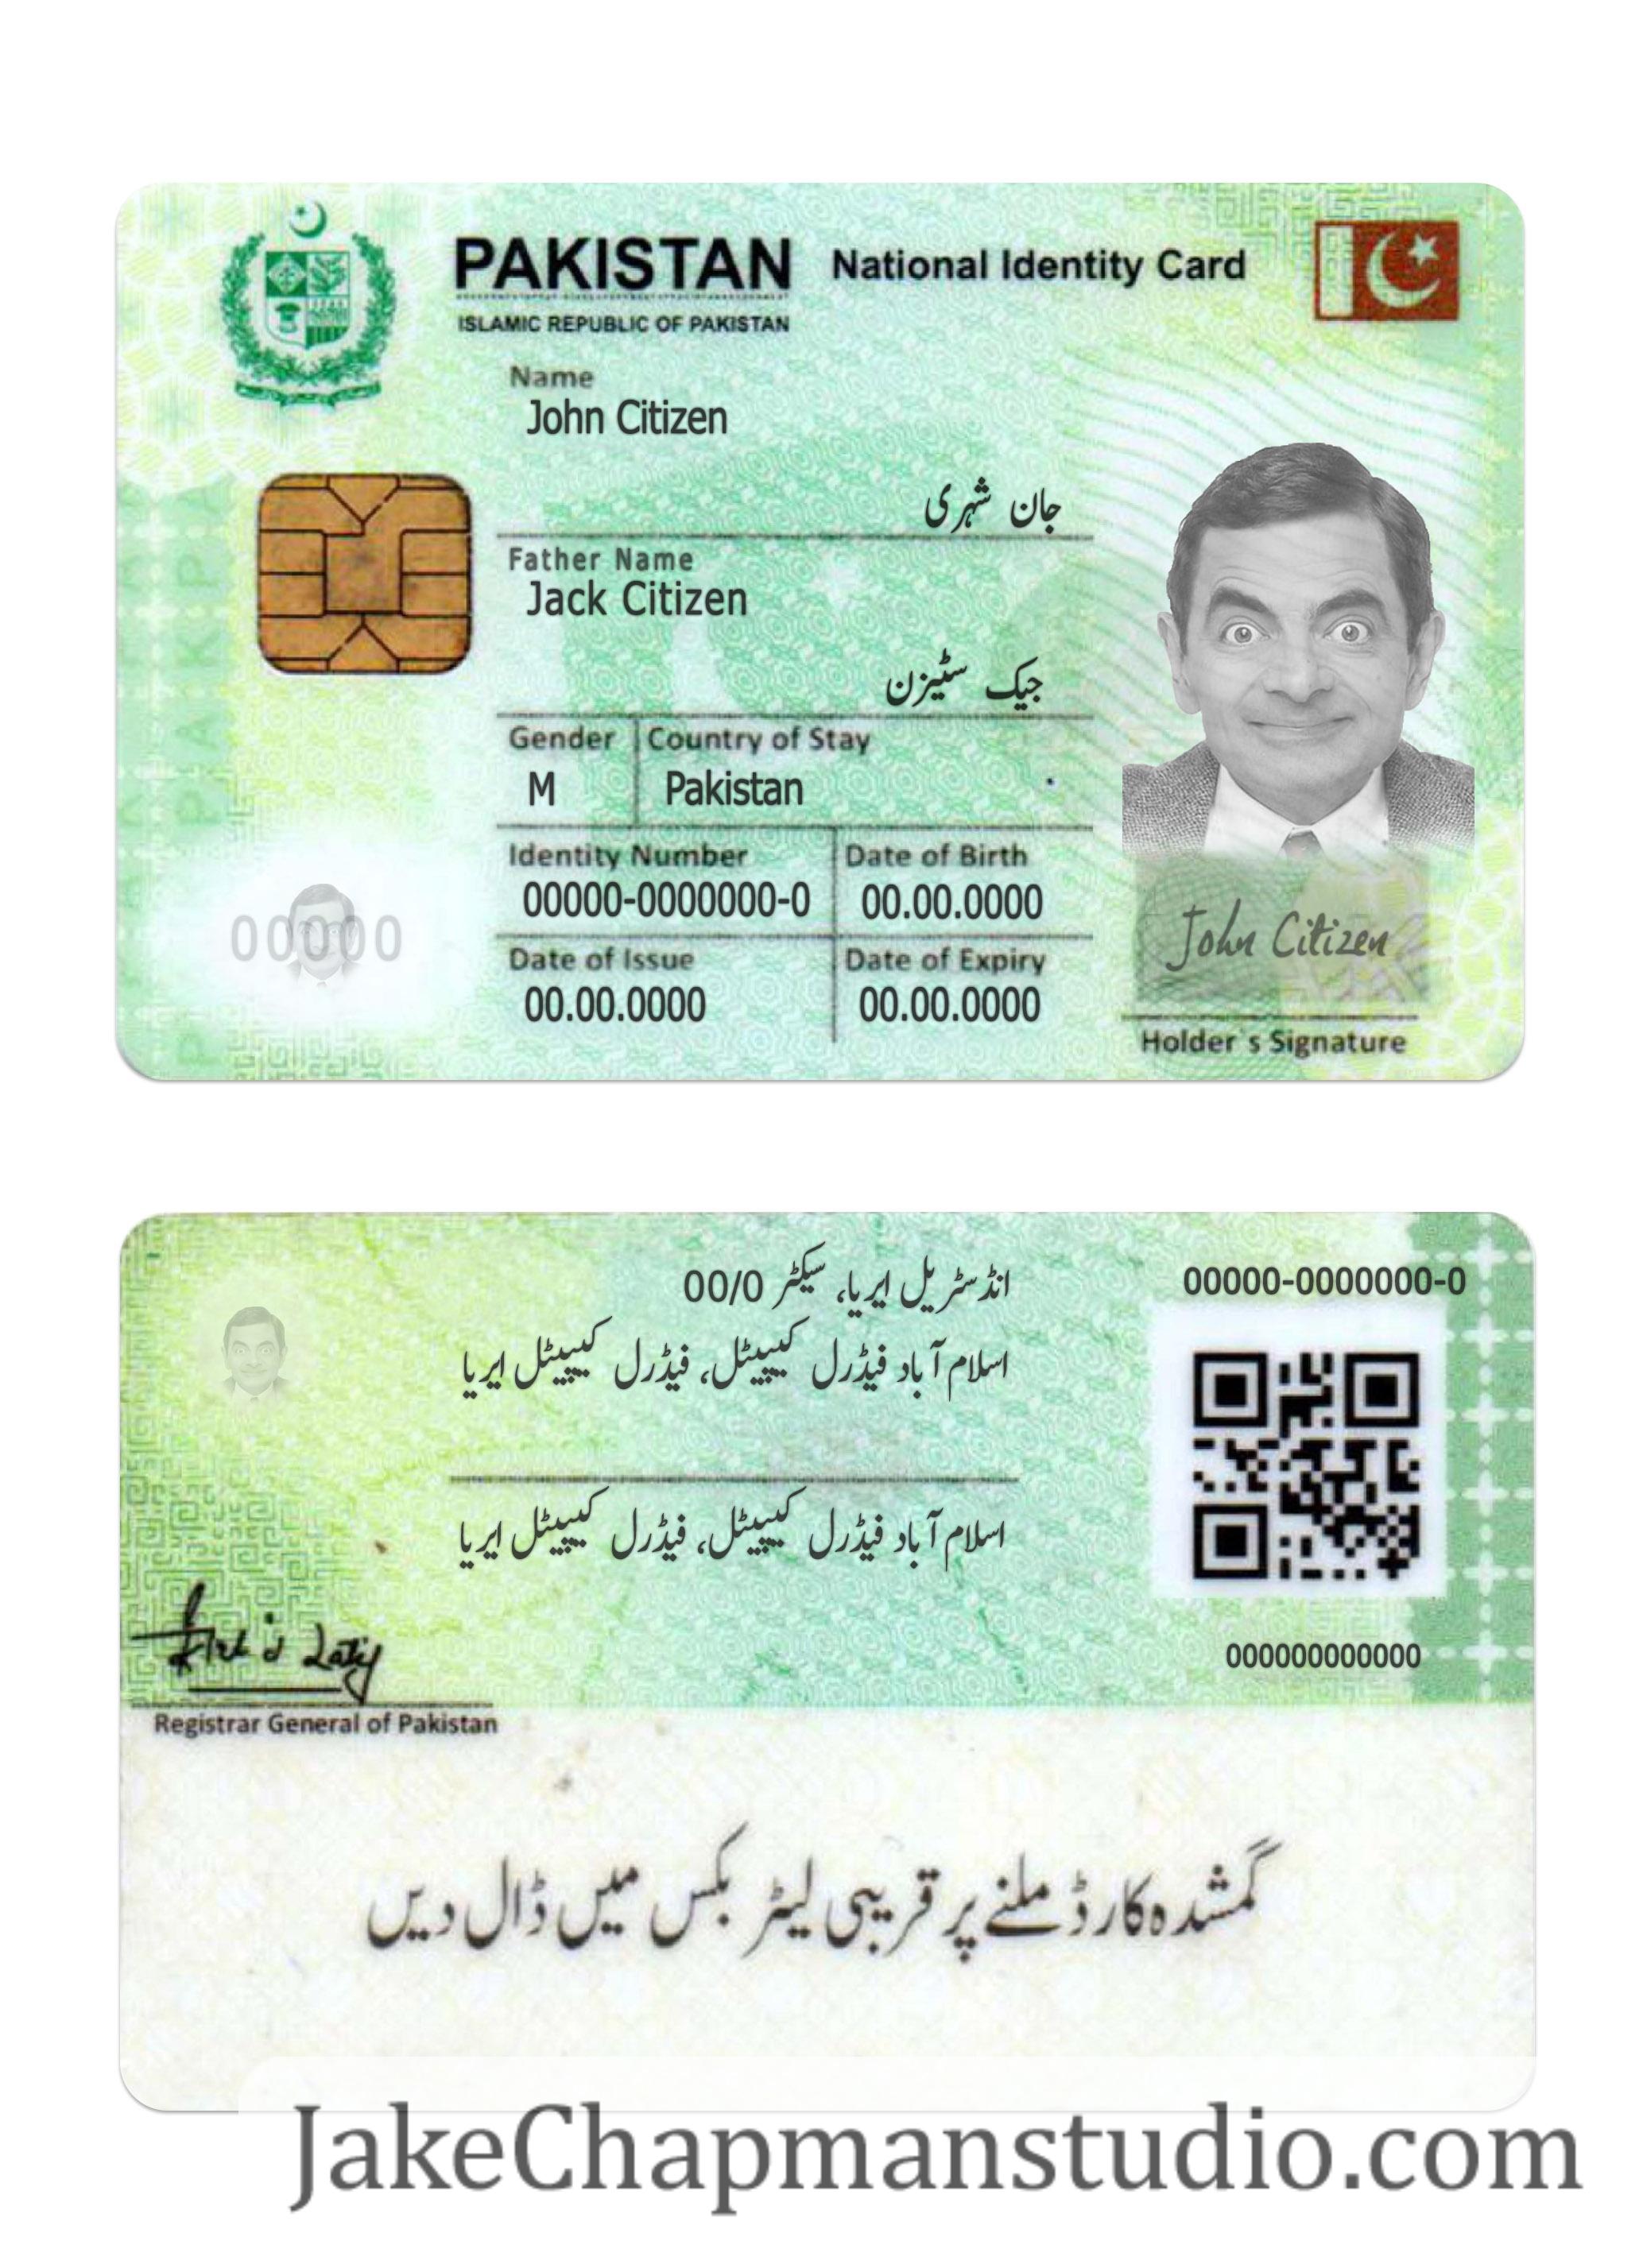 PAKISTAN National Identity Card
ISLAMIC REPUBLIC OF PAKISTAN
Name
John Citizen
جان شہری
Father Name
Jack Citizen
جیک سٹیزن
Gender Country of Stay
M Pakistan
Identity Number Date of Birth
00000-0000000-0 00.00.0000
Date of Issue Date of Expiry
00.00.0000 00.00.0000
00000
John Citizen
Holder`s Signature
انڈسٹریل ایریا، سیکٹر 00/0
اسلام آباد فیڈرل کیپیٹل، فیڈرل کیپیٹل ایریا
اسلام آباد فیڈرل کیپیٹل، فیڈرل کیپیٹل ایریا
00000-0000000-0
000000000000
Registrar General of Pakistan
گمشدہ کارڈ ملنے پر قریبی لیٹر بکس میں ڈال دیں
JakeChapmanstudio.com